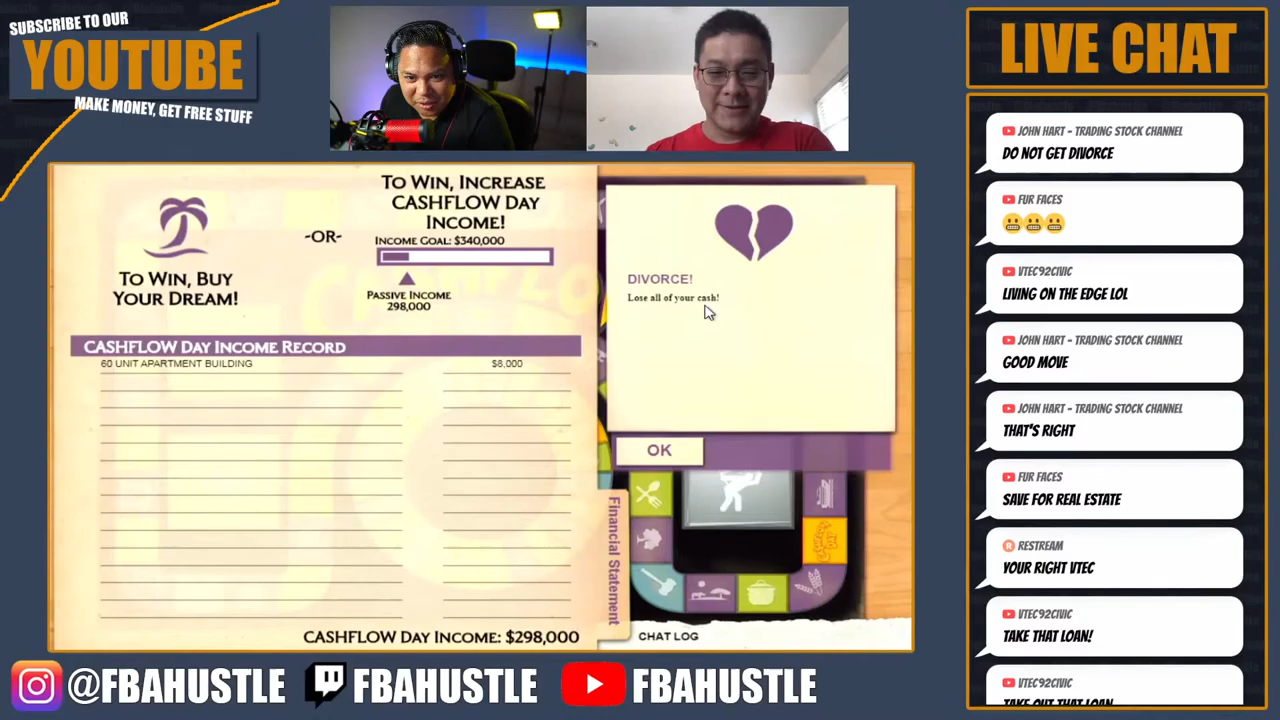 SUBSCRIBE TO OUR
YOUTUBE
MAKE MONEY, GET FREE STUFF
TO WIN, BUY
YOUR DREAM!
-OR-
TO WIN, INCREASE
CASHFLOW DAY
INCOME!
INCOME GOAL: $340,000
PASSIVE INCOME
298,000
CASHFLOW DAY INCOME RECORD
60 UNIT APARTMENT BUILDING $8,000
CASHFLOW DAY INCOME: $298,000
Financial Statement
DIVORCE!
Lose all of your cash!
OK
CHAT LOG
LIVE CHAT
JOHN HART - TRADING STOCK CHANNEL
DO NOT GET DIVORCE
FUR FACES
😬😬😬
VTEC92CIVIC
LIVING ON THE EDGE LOL
JOHN HART - TRADING STOCK CHANNEL
GOOD MOVE
JOHN HART - TRADING STOCK CHANNEL
THAT'S RIGHT
FUR FACES
SAVE FOR REAL ESTATE
R RESTREAM
YOUR RIGHT VTEC
VTEC92CIVIC
TAKE THAT LOAN!
VTEC92CIVIC
TAKE OUT THAT LOAN
@FBAHUSTLE
FBAHUSTLE
FBAHUSTLE